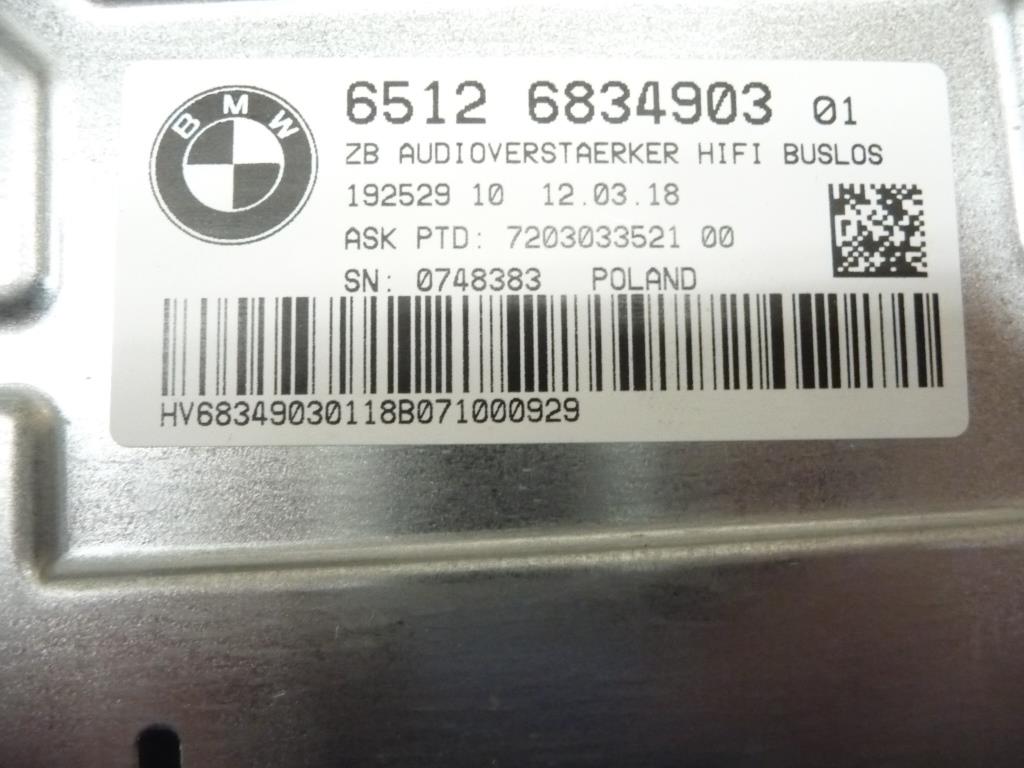 BMW
6512 6834903 01
ZB AUDIOVERSTAERKER HIFI BUSLOS
192529 10 12.03.18
ASK PTD: 7203033521 00
SN: 0748383 POLAND
HV68349030118B071000929